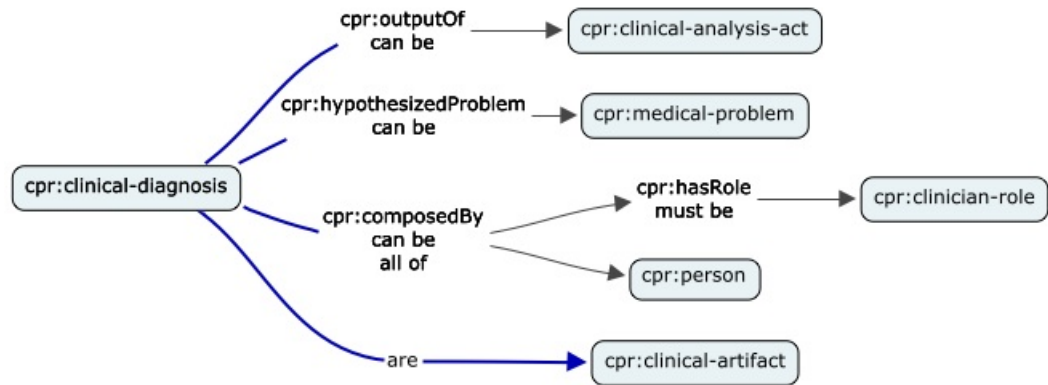 cpr:outputOf
can be
cpr:clinical-analysis-act
cpr:hypothesizedProblem
can be
cpr:medical-problem
cpr:clinical-diagnosis
cpr:composedBy
can be
all of
cpr:hasRole
must be
cpr:clinician-role
cpr:person
are
cpr:clinical-artifact